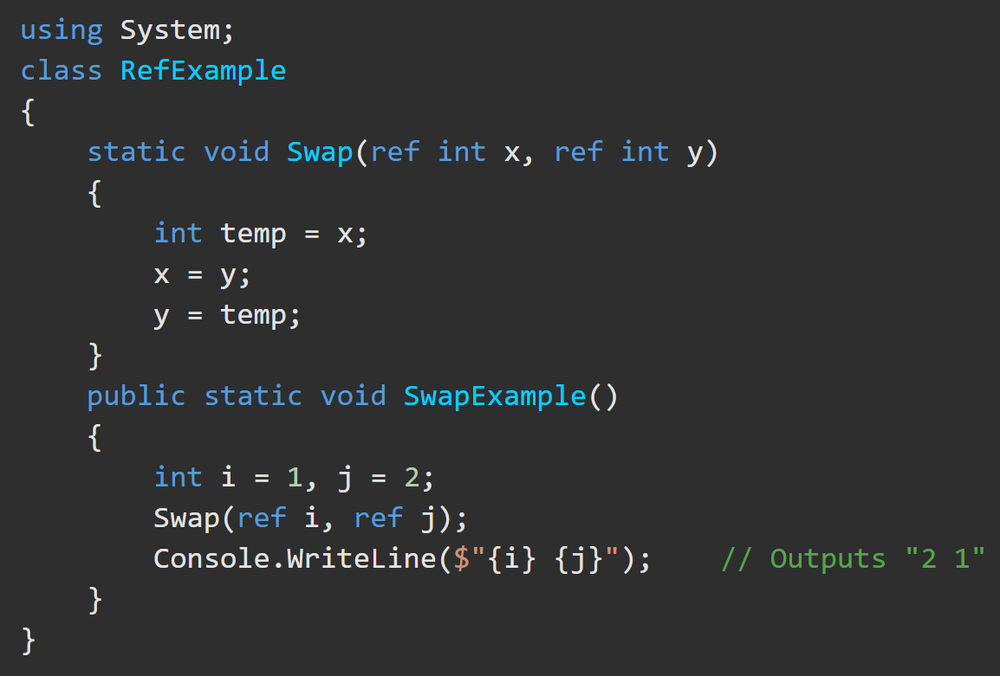 using System;
class RefExample
{
    static void Swap(ref int x, ref int y)
    {
        int temp = x;
        x = y;
        y = temp;
    }
    public static void SwapExample()
    {
        int i = 1, j = 2;
        Swap(ref i, ref j);
        Console.WriteLine($"{i} {j}");    // Outputs "2 1"
    }
}